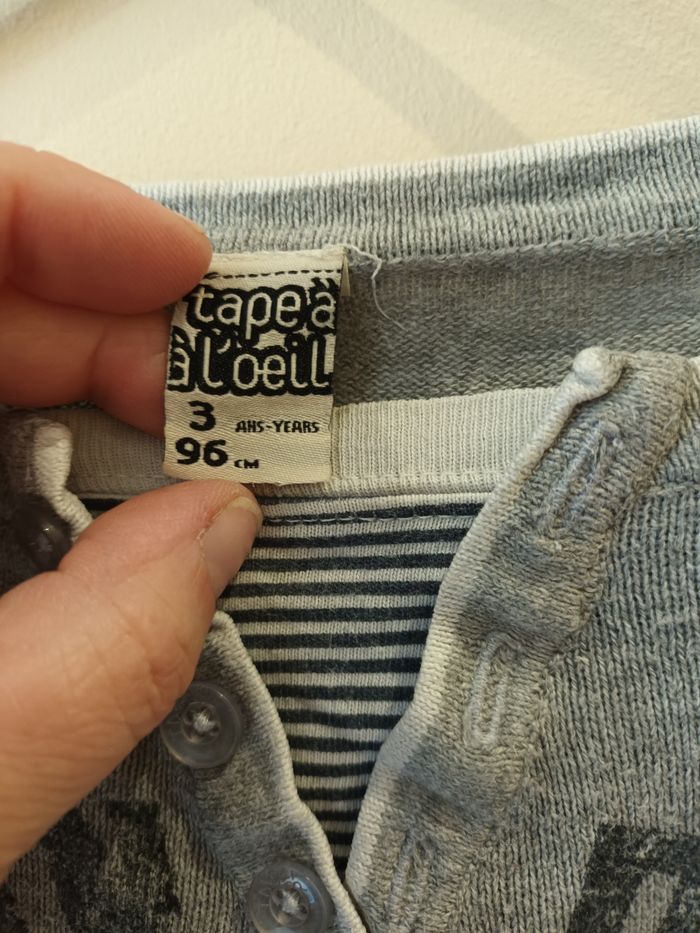 tape à
à l'oeil
3 ANS-YEARS
96 CM